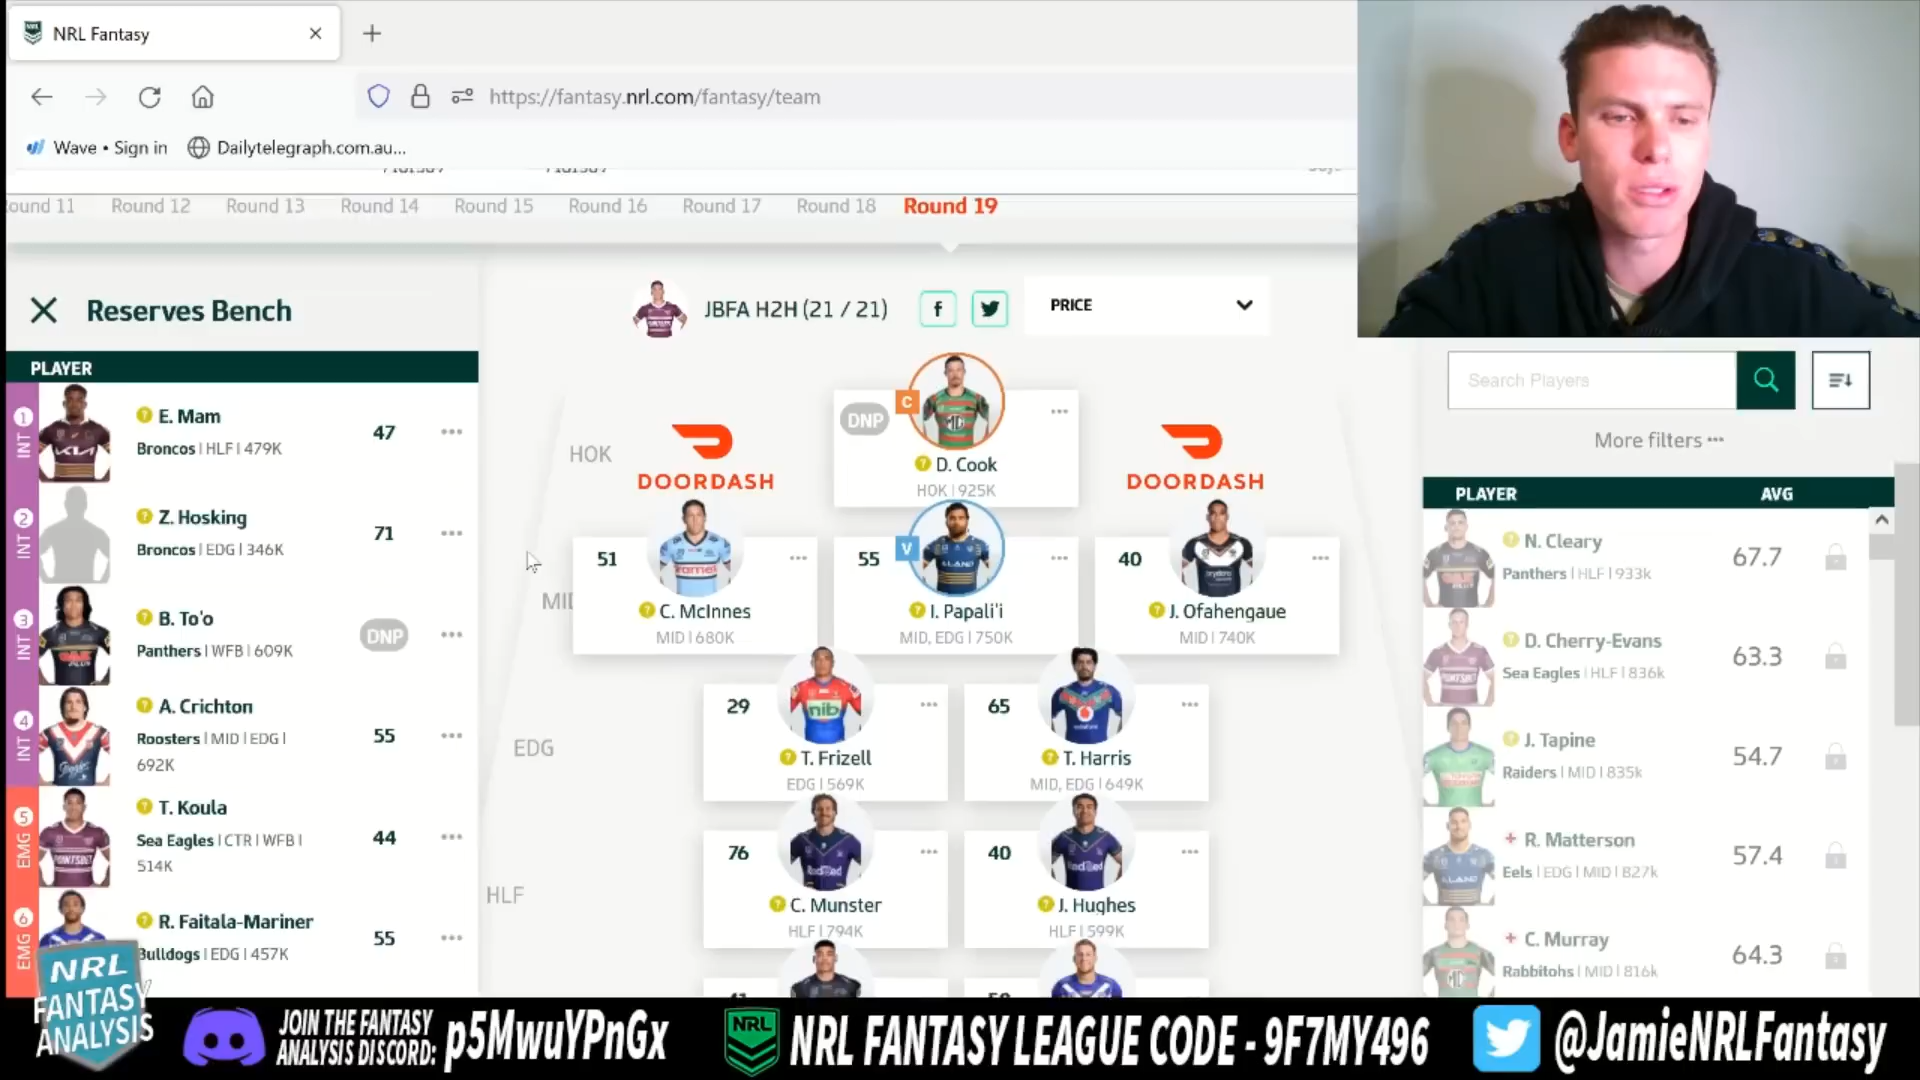 NRL Fantasy
https://fantasy.nrl.com/fantasy/team
Wave • Sign in
Dailytelegraph.com.au...
Round 12
Round 13
Round 14
Round 15
Round 16
Round 17
Round 18
Round 19
Reserves Bench
JBFA H2H (21 / 21)
PRICE
PLAYER
INT 1
E. Mam
Broncos | HLF | 479K
47
INT 2
Z. Hosking
Broncos | EDG | 346K
71
INT 3
B. To'o
Panthers | WFB | 609K
DNP
INT 4
A. Crichton
Roosters | MID | EDG |
692K
55
EMG 5
T. Koula
Sea Eagles | CTR | WFB |
514K
44
EMG 6
R. Faitala-Mariner
Bulldogs | EDG | 457K
55
HOK
DOORDASH
DNP
C
D. Cook
HOK | 925K
DOORDASH
MID
51
C. McInnes
MID | 680K
55
V
I. Papali'i
MID, EDG | 750K
40
J. Ofahengaue
MID | 740K
EDG
29
T. Frizell
EDG | 569K
65
T. Harris
MID, EDG | 649K
HLF
76
C. Munster
HLF | 794K
40
J. Hughes
HLF | 599K
Search Players
More filters •••
PLAYER
AVG
N. Cleary
Panthers | HLF | 933k
67.7
D. Cherry-Evans
Sea Eagles | HLF | 836k
63.3
J. Tapine
Raiders | MID | 835k
54.7
R. Matterson
Eels | EDG | MID | 827k
57.4
C. Murray
Rabbitohs | MID | 816k
64.3
NRL
FANTASY
ANALYSIS
JOIN THE FANTASY
ANALYSIS DISCORD: p5MwuYPnGx
NRL
NRL FANTASY LEAGUE CODE - 9F7MY496
@JamieNRLFantasy